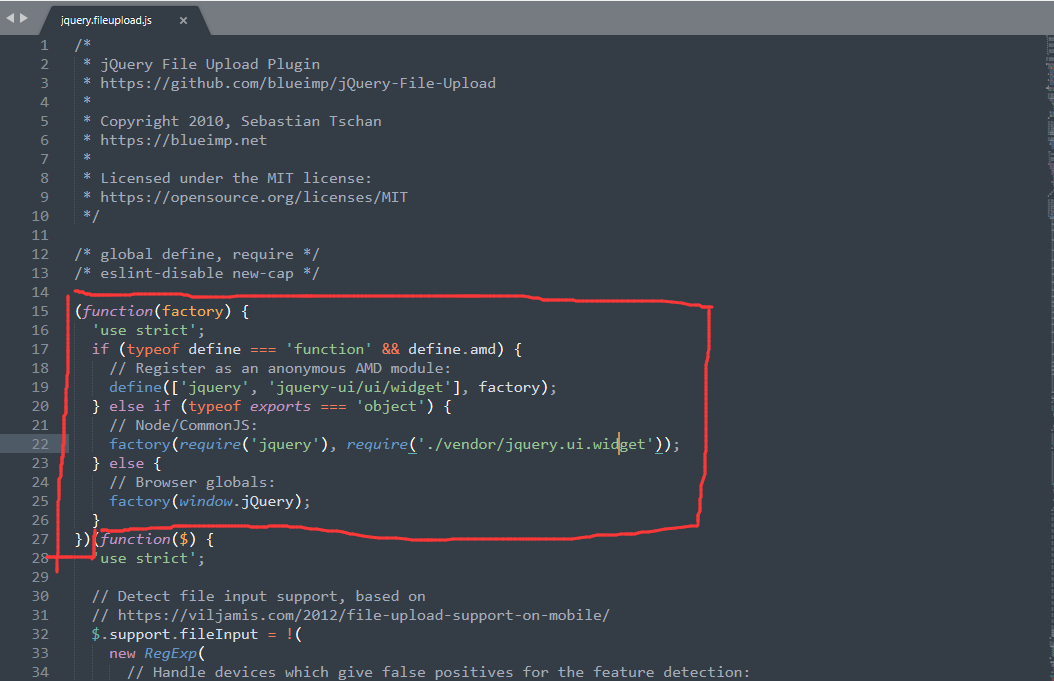 jquery.fileupload.js ×
1 /*
2  * jQuery File Upload Plugin
3  * https://github.com/blueimp/jQuery-File-Upload
4  *
5  * Copyright 2010, Sebastian Tschan
6  * https://blueimp.net
7  *
8  * Licensed under the MIT license:
9  * https://opensource.org/licenses/MIT
10  */
11
12 /* global define, require */
13 /* eslint-disable new-cap */
14
15 (function(factory) {
16   'use strict';
17   if (typeof define === 'function' && define.amd) {
18     // Register as an anonymous AMD module:
19     define(['jquery', 'jquery-ui/ui/widget'], factory);
20   } else if (typeof exports === 'object') {
21     // Node/CommonJS:
22     factory(require('jquery'), require('./vendor/jquery.ui.widget'));
23   } else {
24     // Browser globals:
25     factory(window.jQuery);
26   }
27 })(function($) {
28   'use strict';
29
30   // Detect file input support, based on
31   // https://viljamis.com/2012/file-upload-support-on-mobile/
32   $.support.fileInput = !(
33     new RegExp(
34       // Handle devices which give false positives for the feature detection: